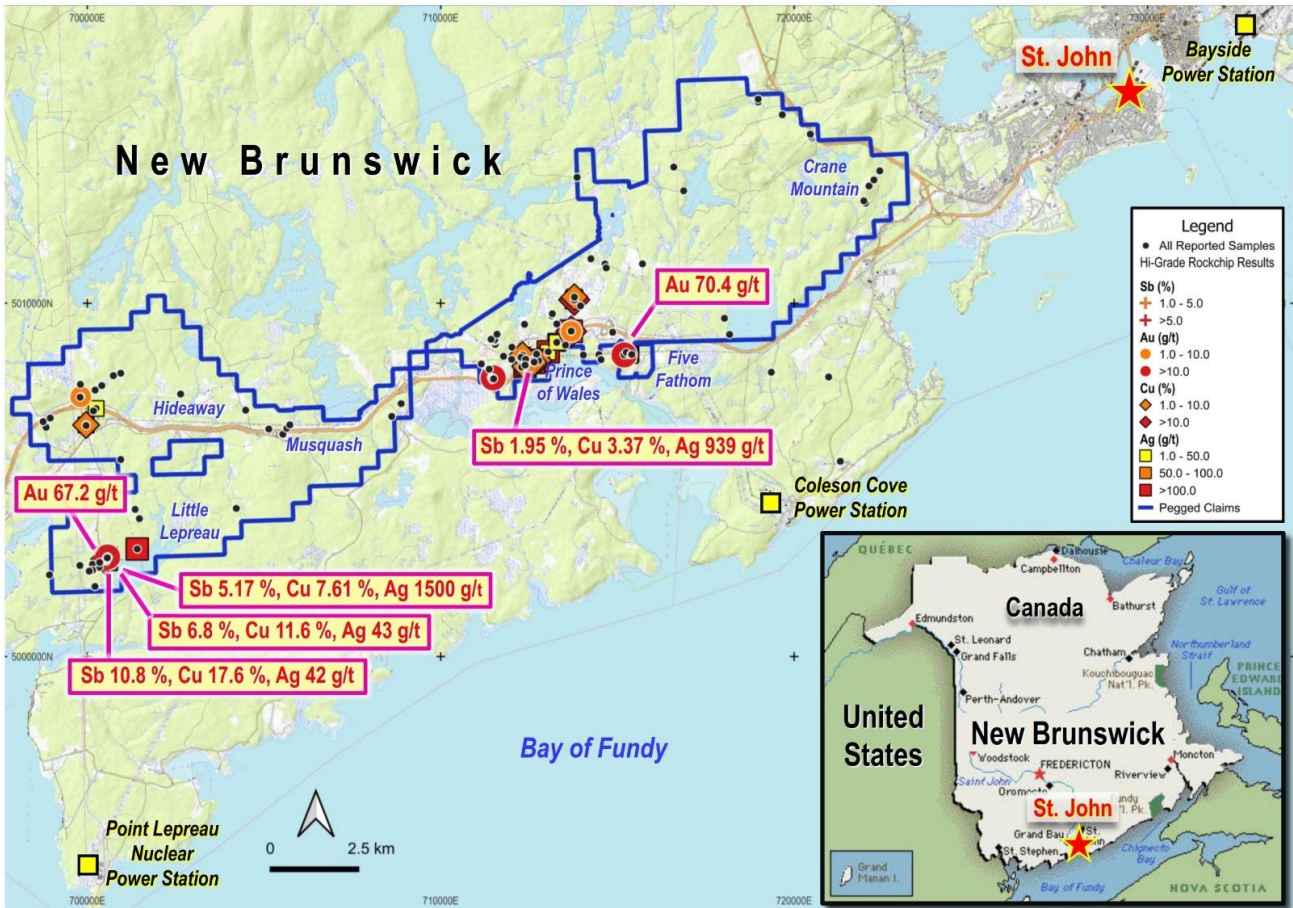 700000E
710000E
720000E
730000E
St. John
Bayside
Power Station
New Brunswick
Crane
Mountain
Legend
All Reported Samples
Hi-Grade Rockchip Results
Sb (%)
1.0 - 5.0
>5.0
Au (g/t)
1.0 - 10.0
>10.0
Cu (%)
1.0 - 10.0
>10.0
Ag (g/t)
1.0 - 50.0
50.0 - 100.0
>100.0
Pegged Claims
5010000N
Au 70.4 g/t
Five
Fathom
Prince
of Wales
Hideaway
Musquash
Sb 1.95 %, Cu 3.37 %, Ag 939 g/t
Au 67.2 g/t
Little
Lepreau
Coleson Cove
Power Station
Sb 5.17 %, Cu 7.61 %, Ag 1500 g/t
Sb 6.8 %, Cu 11.6 %, Ag 43 g/t
5000000N
Sb 10.8 %, Cu 17.6 %, Ag 42 g/t
Bay of Fundy
Point Lepreau
Nuclear
Power Station
0
2.5 km
700000E
710000E
720000E
QUÉBEC
Dalhousie
Campbellton
Chaleur Bay
Canada
Bathurst
Gulf of
St. Lawrence
Edmundston
St. Leonard
Grand Falls
Chatham
Northumberland
Strait
Kouchibouguac
Nat'l. Pk.
PRINCE
EDWARD
ISLAND
Perth-Andover
United
States
New Brunswick
Woodstock
FREDERICTON
Moncton
Riverview
Saint John
Oromocto
Fundy
St. John
Grand Bau
St.
St. Stephen
Chignecto
Bay
Grand
Manan I.
Bay of Fundy
NOVA SCOTIA